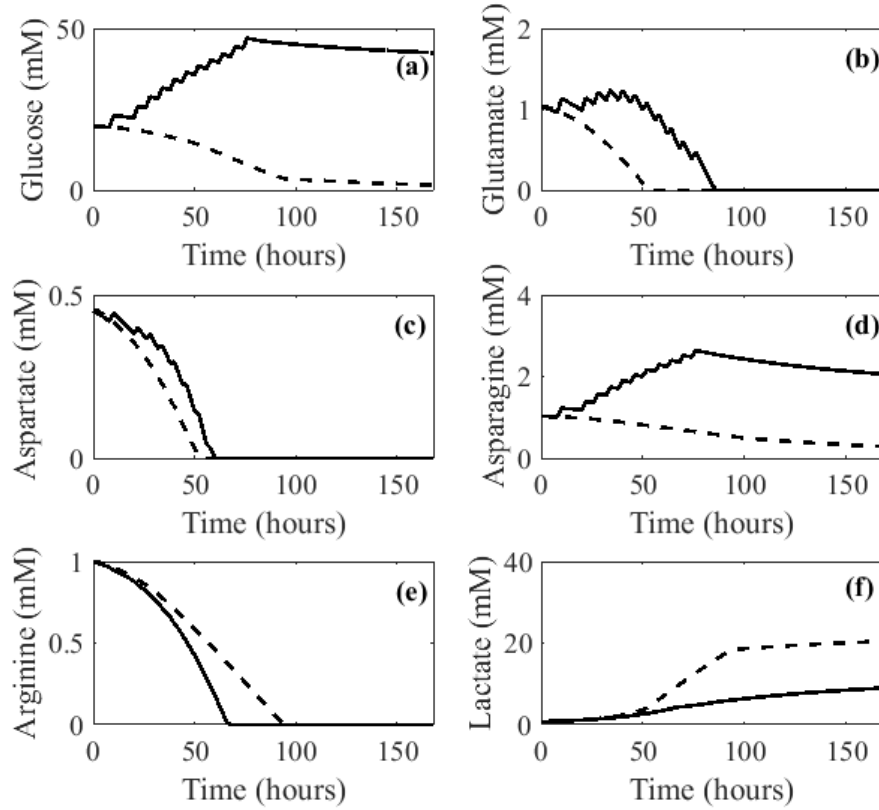 50
Glucose (mM)
(a)
0
0 50 100 150
Time (hours)
2
Glutamate (mM)
1
(b)
0
0 50 100 150
Time (hours)
0.5
Aspartate (mM)
(c)
0
0 50 100 150
Time (hours)
4
Asparagine (mM)
2
(d)
0
0 50 100 150
Time (hours)
1
Arginine (mM)
0.5
(e)
0
0 50 100 150
Time (hours)
40
Lactate (mM)
20
(f)
0
0 50 100 150
Time (hours)